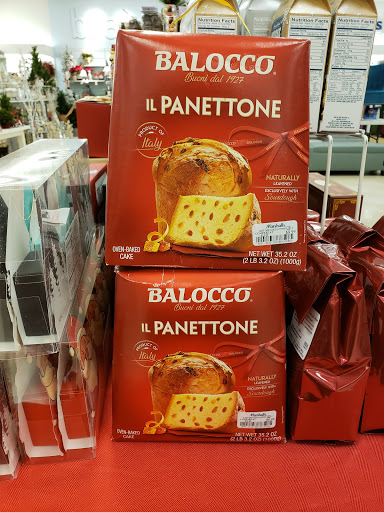 Nutrition Facts
Nutrition Facts
BALOCCO
Buoni dal 1927
IL PANETTONE
PRODUCT OF
Italy
NATURALLY
LEAVENED
EXCLUSIVELY WITH
Sourdough
Marshalls
OVEN-BAKED
CAKE
NET WT 35.2 OZ
(2 LB 3.2 OZ) (1000g)
BALOCCO
Buoni dal 1927
IL PANETTONE
PRODUCT OF
Italy
NATURALLY
LEAVENED
EXCLUSIVELY WITH
Sourdough
Marshalls
OVEN-BAKED
CAKE
NET WT 35.2 OZ
(2 LB 3.2 OZ) (1000g)